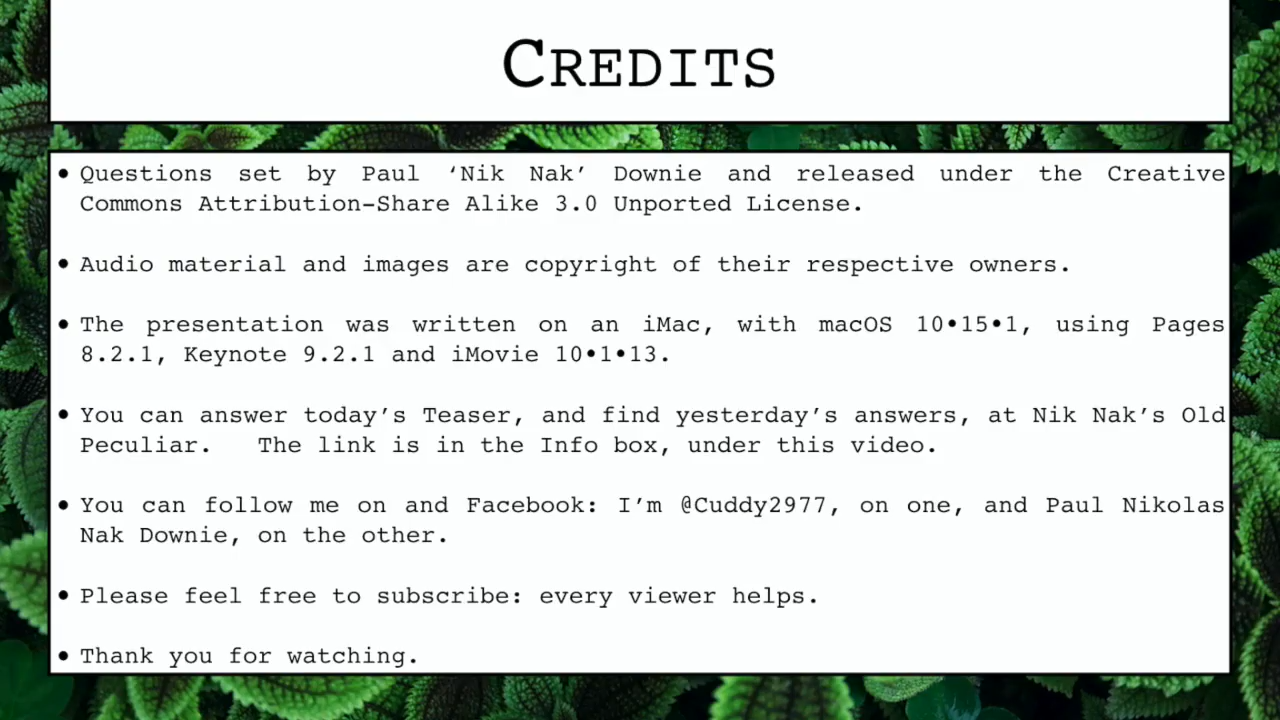 CREDITS
• Questions set by Paul ‘Nik Nak’ Downie and released under the Creative
Commons Attribution-Share Alike 3.0 Unported License.
• Audio material and images are copyright of their respective owners.
• The presentation was written on an iMac, with macOS 10•15•1, using Pages
8.2.1, Keynote 9.2.1 and iMovie 10•1•13.
• You can answer today’s Teaser, and find yesterday’s answers, at Nik Nak’s Old
Peculiar. The link is in the Info box, under this video.
• You can follow me on and Facebook: I’m @Cuddy2977, on one, and Paul Nikolas
Nak Downie, on the other.
• Please feel free to subscribe: every viewer helps.
• Thank you for watching.